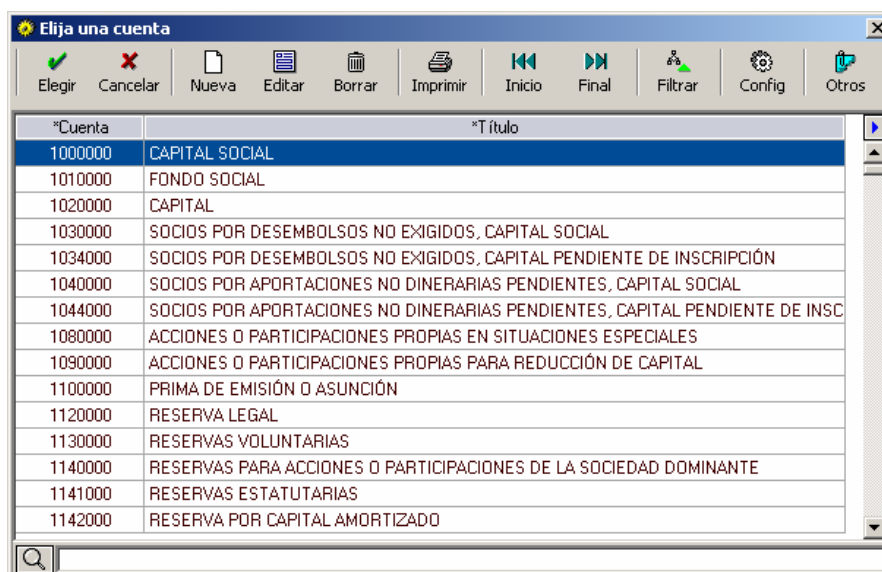 Elija una cuenta
Elegir Cancelar Nueva Editar Borrar Imprimir Inicio Final Filtrar Config Otros
*Cuenta *Título
1000000 CAPITAL SOCIAL
1010000 FONDO SOCIAL
1020000 CAPITAL
1030000 SOCIOS POR DESEMBOLSOS NO EXIGIDOS, CAPITAL SOCIAL
1034000 SOCIOS POR DESEMBOLSOS NO EXIGIDOS, CAPITAL PENDIENTE DE INSCRIPCIÓN
1040000 SOCIOS POR APORTACIONES NO DINERARIAS PENDIENTES, CAPITAL SOCIAL
1044000 SOCIOS POR APORTACIONES NO DINERARIAS PENDIENTES, CAPITAL PENDIENTE DE INSC
1080000 ACCIONES O PARTICIPACIONES PROPIAS EN SITUACIONES ESPECIALES
1090000 ACCIONES O PARTICIPACIONES PROPIAS PARA REDUCCIÓN DE CAPITAL
1100000 PRIMA DE EMISIÓN O ASUNCIÓN
1120000 RESERVA LEGAL
1130000 RESERVAS VOLUNTARIAS
1140000 RESERVAS PARA ACCIONES O PARTICIPACIONES DE LA SOCIEDAD DOMINANTE
1141000 RESERVAS ESTATUTARIAS
1142000 RESERVA POR CAPITAL AMORTIZADO